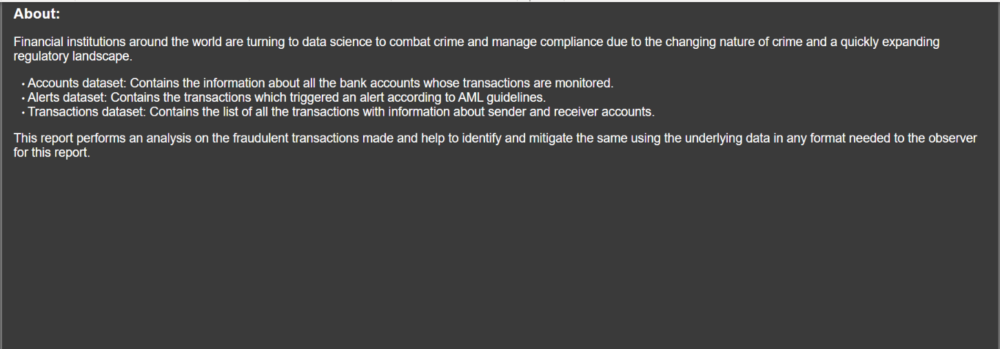 About:
Financial institutions around the world are turning to data science to combat crime and manage compliance due to the changing nature of crime and a quickly expanding
regulatory landscape.
• Accounts dataset: Contains the information about all the bank accounts whose transactions are monitored.
• Alerts dataset: Contains the transactions which triggered an alert according to AML guidelines.
• Transactions dataset: Contains the list of all the transactions with information about sender and receiver accounts.
This report performs an analysis on the fraudulent transactions made and help to identify and mitigate the same using the underlying data in any format needed to the observer
for this report.